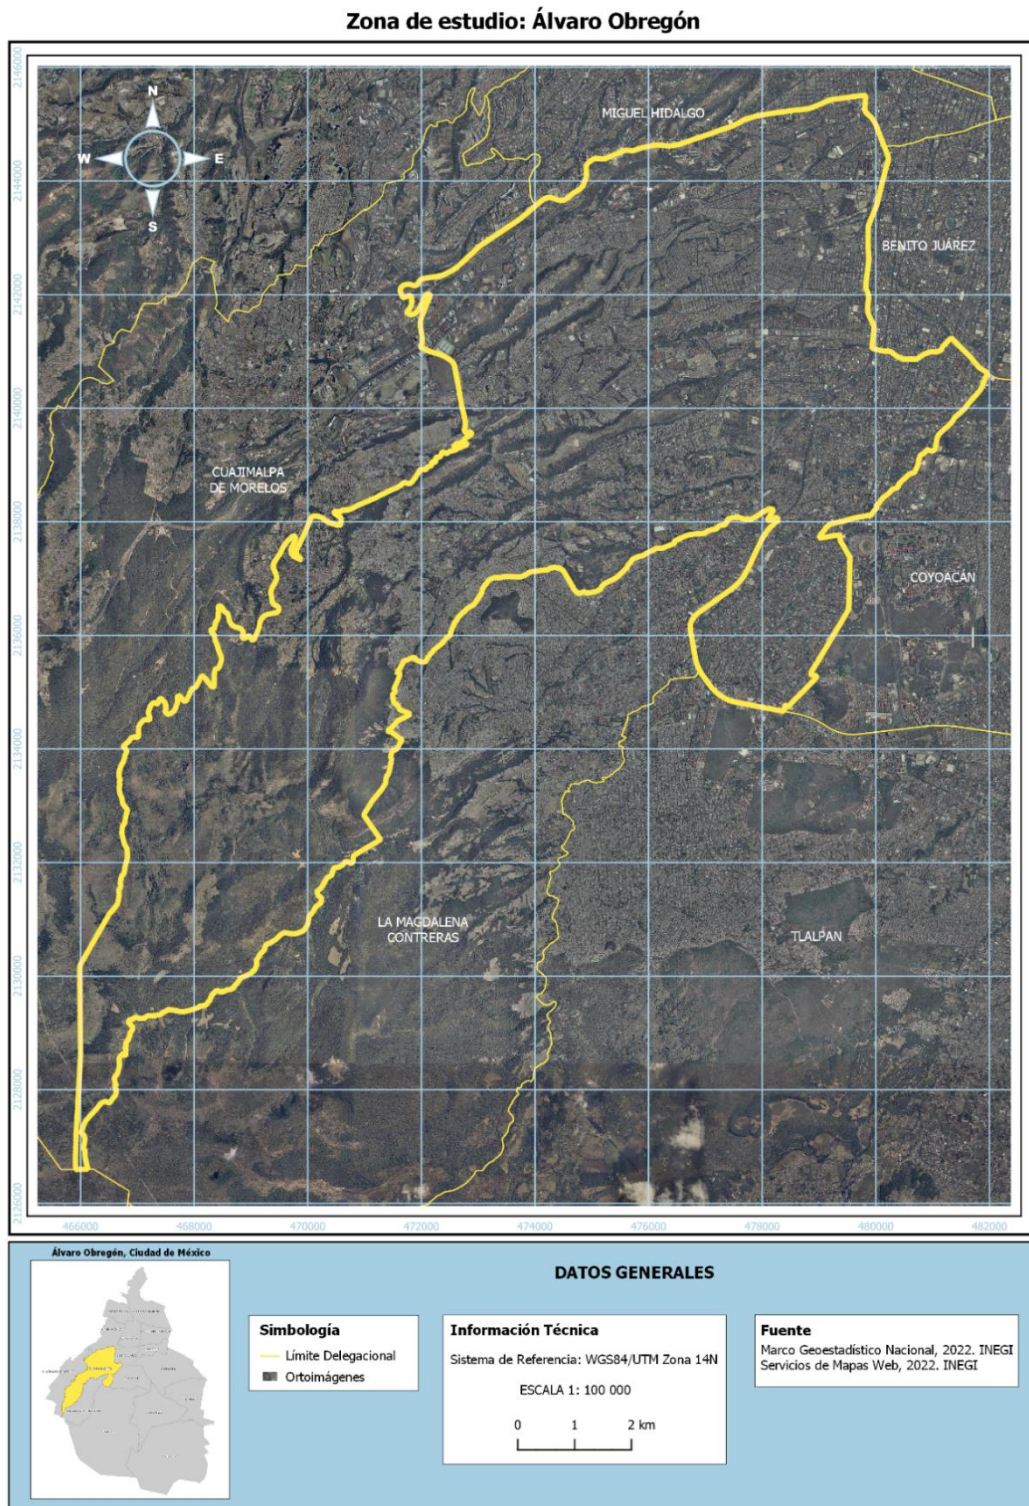 Zona de estudio: Álvaro Obregón
2146000
2144000
2142000
2140000
2138000
2136000
2134000
2132000
2130000
2128000
2126000
N
W
E
S
MIGUEL HIDALGO
BENITO JUÁREZ
CUAJIMALPA
DE MORELOS
COYOACÁN
LA MAGDALENA
CONTRERAS
TLALPAN
466000
468000
470000
472000
474000
476000
478000
480000
482000
Álvaro Obregón, Ciudad de México
DATOS GENERALES
Simbología
Límite Delegacional
Ortoimágenes
Información Técnica
Sistema de Referencia: WGS84/UTM Zona 14N
ESCALA 1: 100 000
0 1 2 km
Fuente
Marco Geoestadístico Nacional, 2022. INEGI
Servicios de Mapas Web, 2022. INEGI